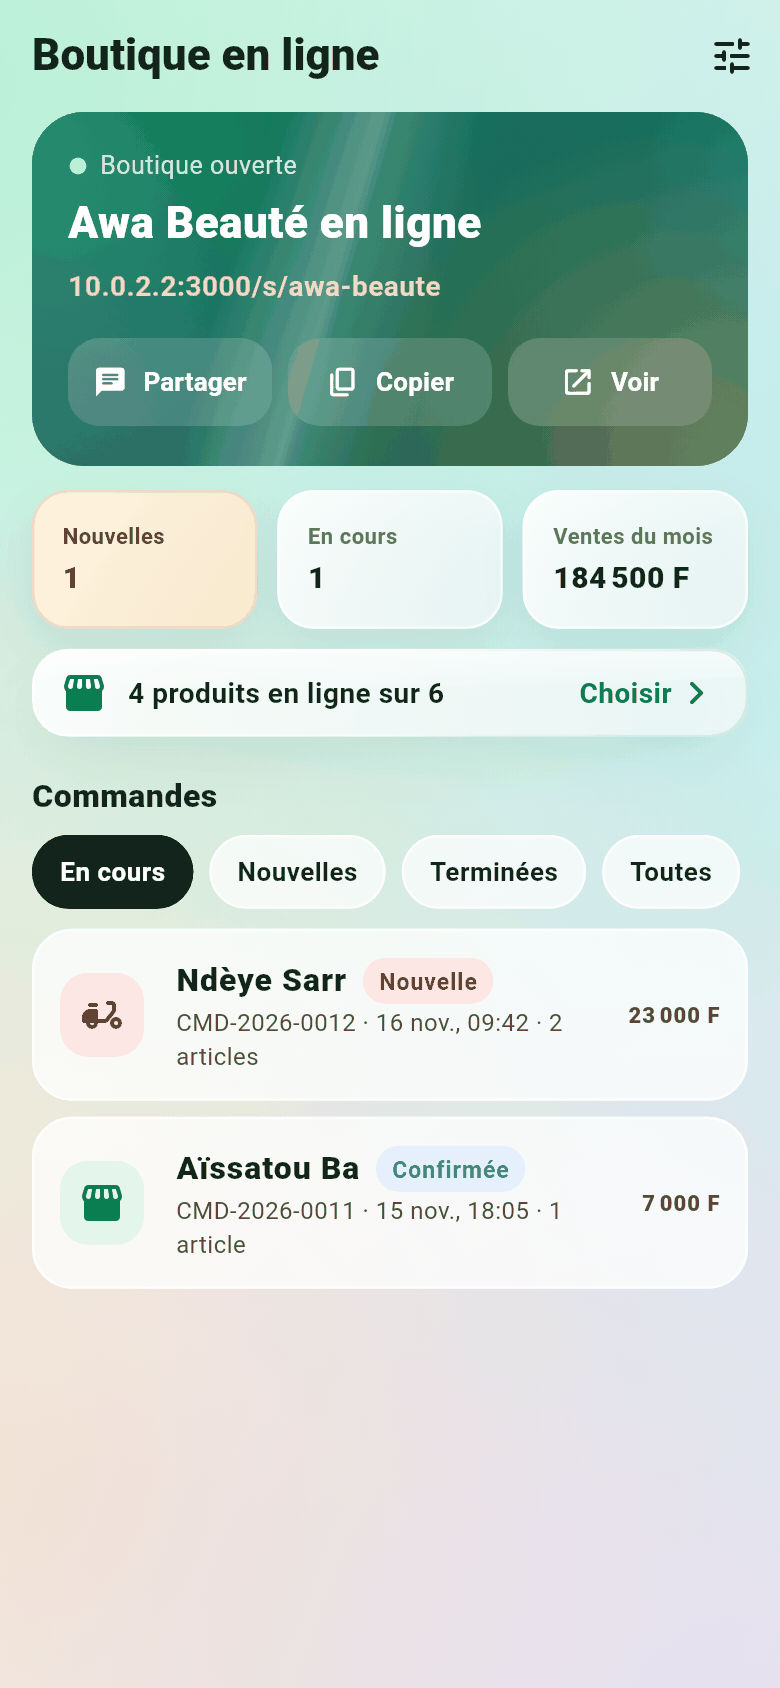 Boutique en ligne
Boutique ouverte
Awa Beauté en ligne
10.0.2.2:3000/s/awa-beaute
Partager
Copier
Voir
Nouvelles
1
En cours
1
Ventes du mois
184 500 F
4 produits en ligne sur 6
Choisir
Commandes
En cours
Nouvelles
Terminées
Toutes
Ndèye Sarr
Nouvelle
CMD-2026-0012 · 16 nov., 09:42 · 2
articles
23 000 F
Aïssatou Ba
Confirmée
CMD-2026-0011 · 15 nov., 18:05 · 1
article
7 000 F